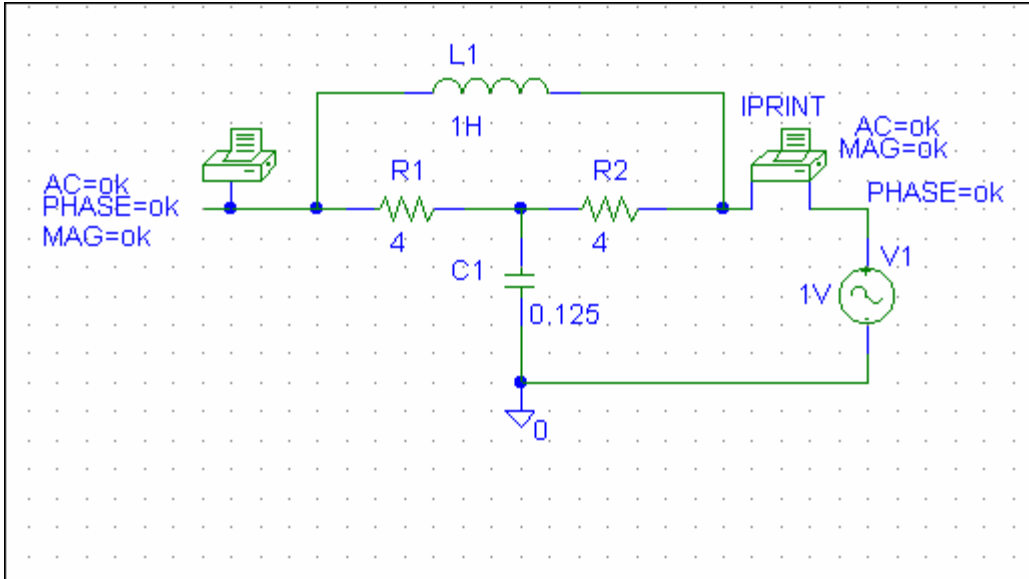 L1
1H
IPRINT
AC=ok
MAG=ok
PHASE=ok
AC=ok
PHASE=ok
MAG=ok
R1
4
R2
4
C1
0,125
V1
1V
0